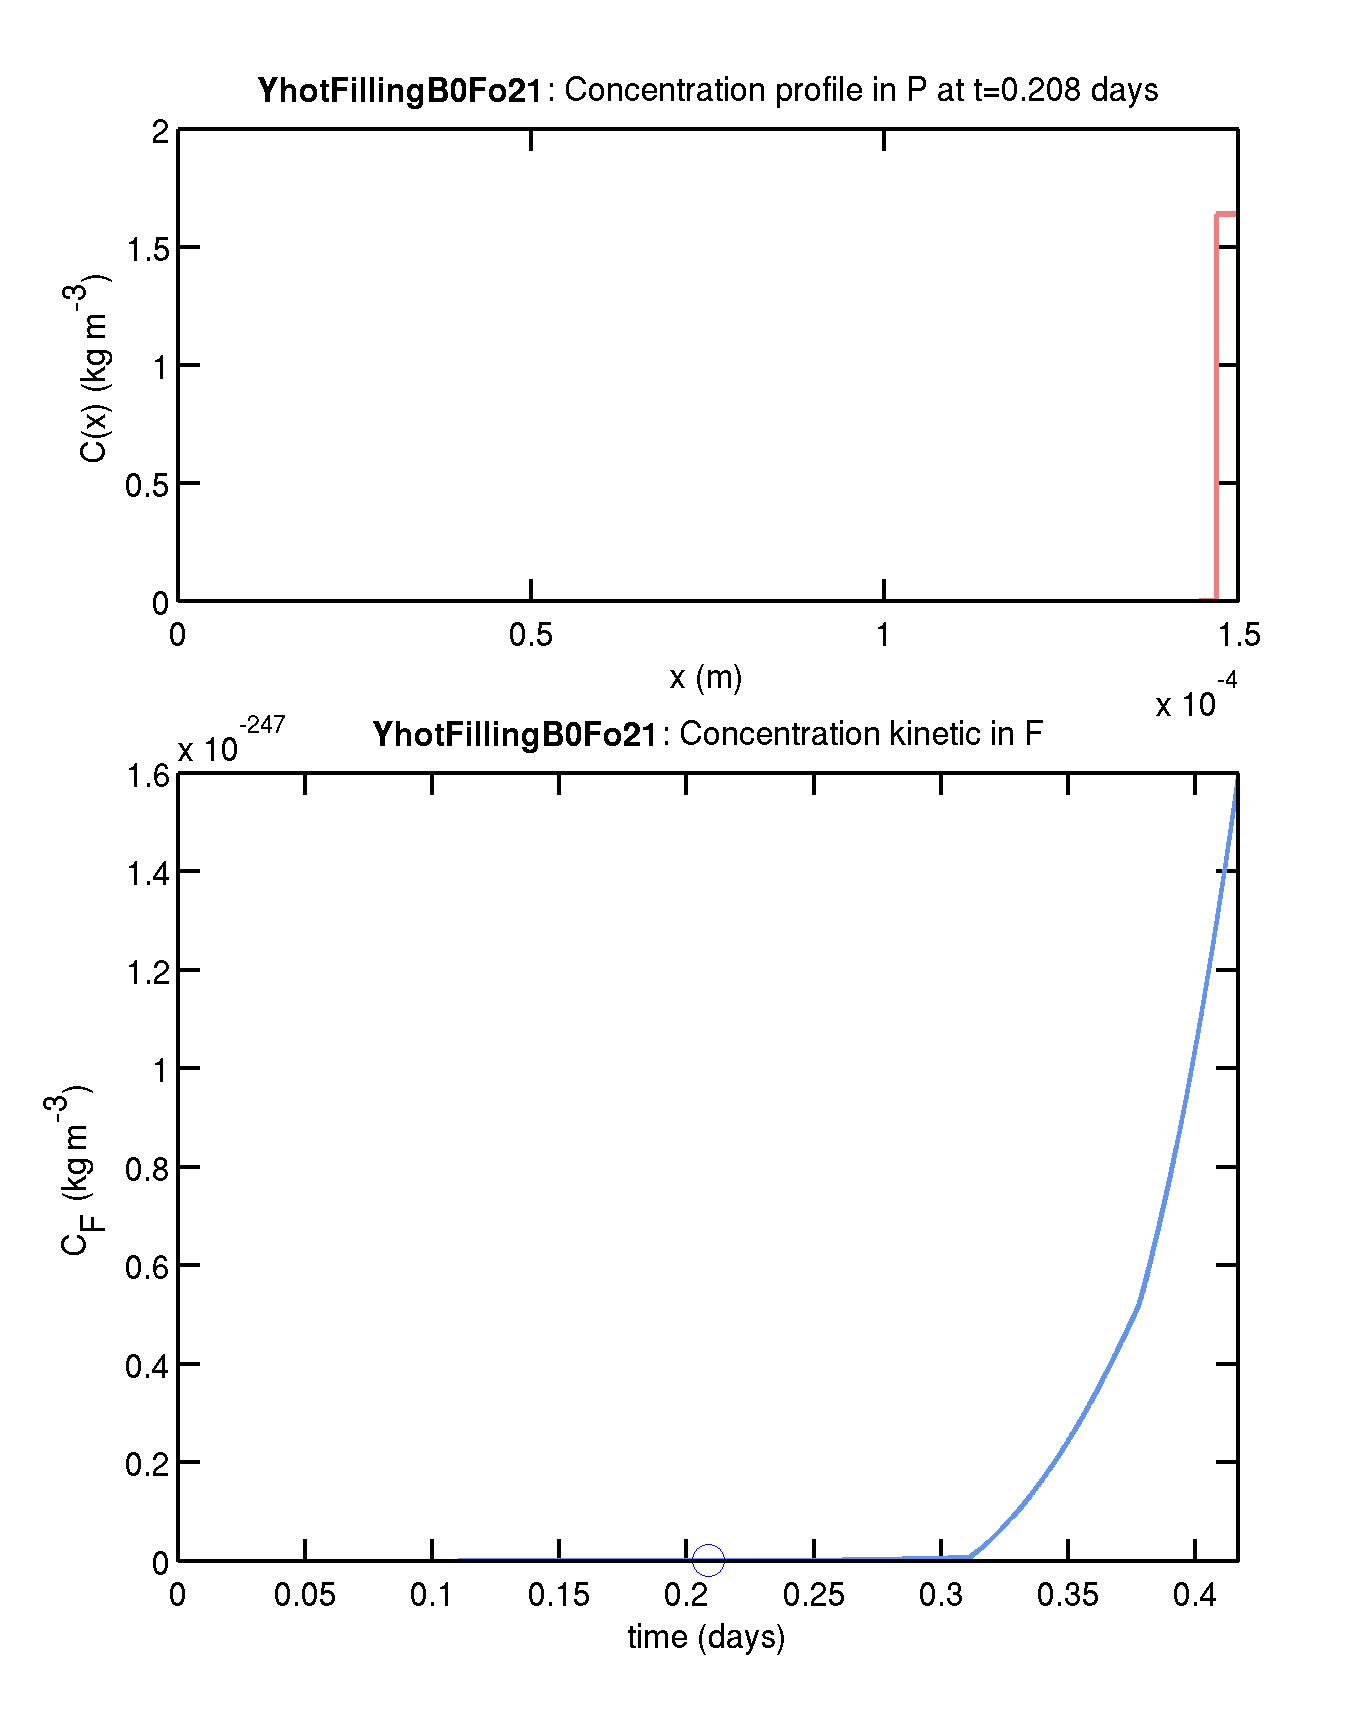 YhotFillingB0Fo21: Concentration profile in P at t=0.208 days
2
1.5
1
0.5
0
C(x) (kg m-3)
0 0.5 1 1.5
x (m)
x 10-4
YhotFillingB0Fo21: Concentration kinetic in F
x 10-247
1.6
1.4
1.2
1
0.8
0.6
0.4
0.2
0
CF (kg m-3)
0 0.05 0.1 0.15 0.2 0.25 0.3 0.35 0.4
time (days)